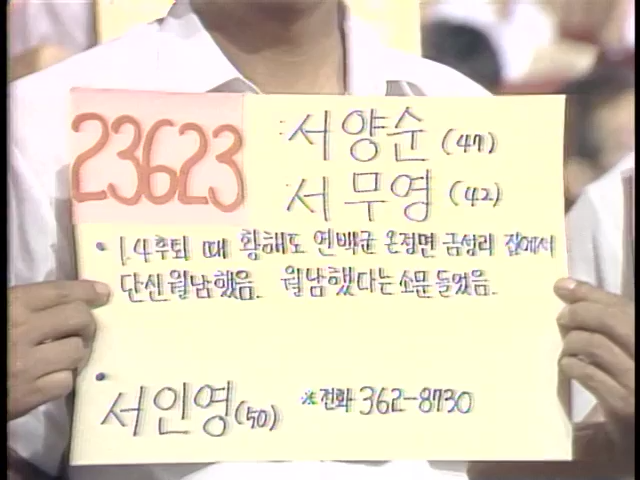 23623
서양순 (47)
서무영 (42)
• 1.4후퇴 때 황해도 연백군 온정면 금성리 집에서
단신월남했음. 월남했다는 소문들었음.
• 서인영(50) ※전화 362-8730